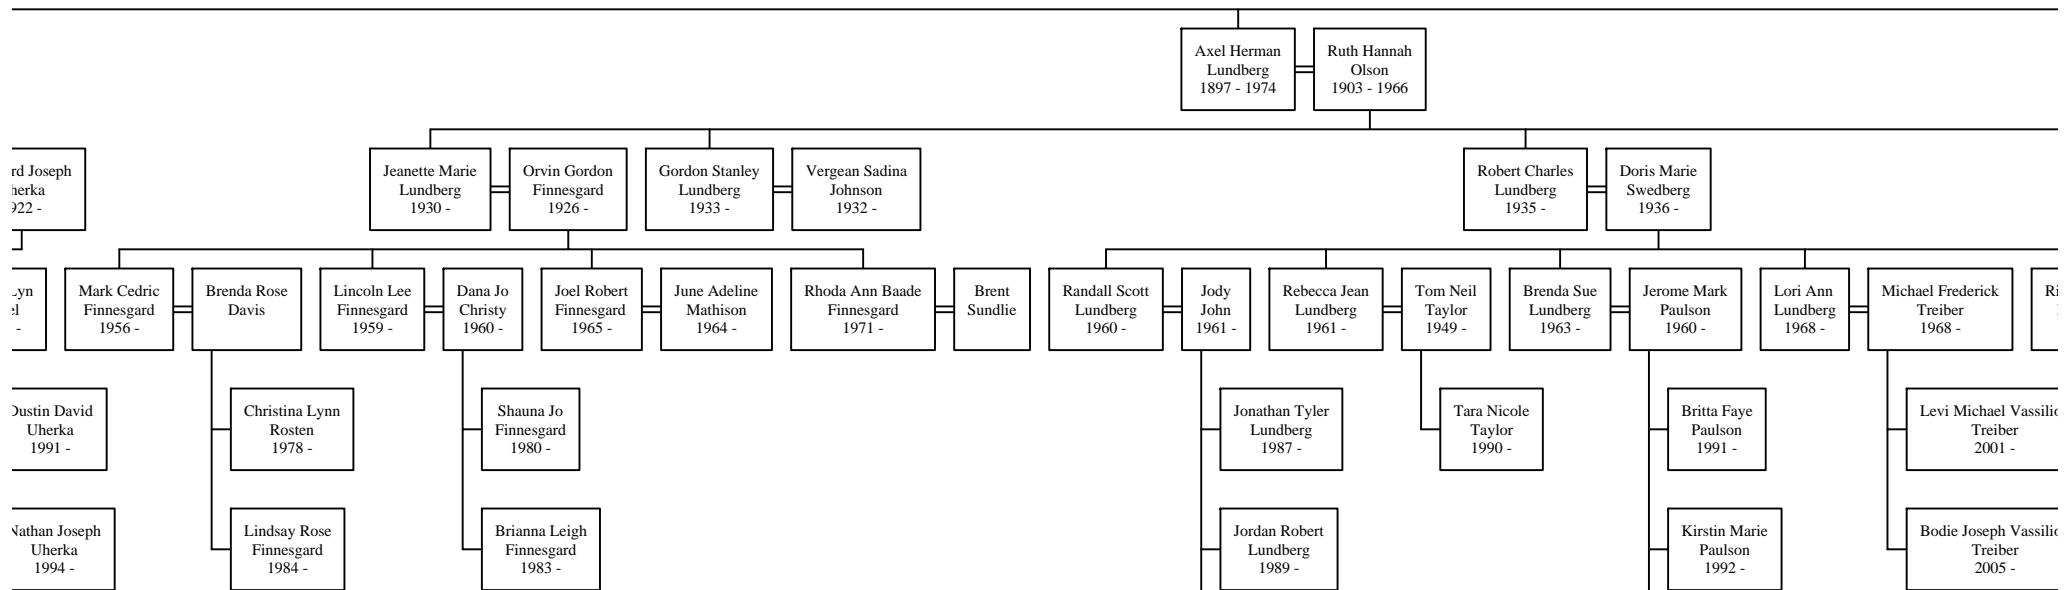 Axel Herman
Lundberg
1897 - 1974
Ruth Hannah
Olson
1903 - 1966
Joseph
Jeanette Marie
Lundberg
1930 -
Orvin Gordon
Finnesgard
1926 -
Gordon Stanley
Lundberg
1933 -
Vergean Sadina
Johnson
1932 -
Robert Charles
Lundberg
1935 -
Doris Marie
Swedberg
1936 -
Mark Cedric
Finnesgard
1956 -
Brenda Rose
Davis
Lincoln Lee
Finnesgard
1959 -
Dana Jo
Christy
1960 -
Joel Robert
Finnesgard
1965 -
June Adeline
Mathison
1964 -
Rhoda Ann Baade
Finnesgard
1971 -
Brent
Sundlie
Randall Scott
Lundberg
1960 -
Jody
John
1961 -
Rebecca Jean
Lundberg
1961 -
Tom Neil
Taylor
1949 -
Brenda Sue
Lundberg
1963 -
Jerome Mark
Paulson
1960 -
Lori Ann
Lundberg
1968 -
Michael Frederick
Treiber
1968 -
David
Uherka
1991 -
Christina Lynn
Rosten
1978 -
Shauna Jo
Finnesgard
1980 -
Jonathan Tyler
Lundberg
1987 -
Tara Nicole
Taylor
1990 -
Britta Faye
Paulson
1991 -
Levi Michael
Treiber
2001 -
Joseph
Uherka
1994 -
Lindsay Rose
Finnesgard
1984 -
Brianna Leigh
Finnesgard
1983 -
Jordan Robert
Lundberg
1989 -
Kirstin Marie
Paulson
1992 -
Bodie Joseph
Treiber
2005 -